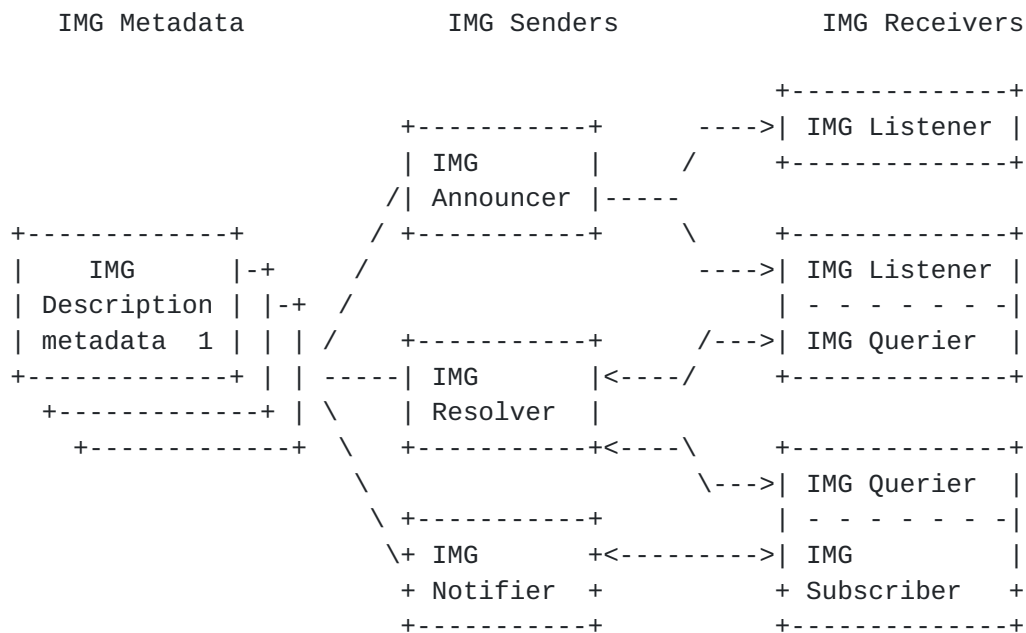 IMG Metadata IMG Senders IMG Receivers
IMG Listener
IMG
Announcer
IMG IMG Listener
Description
metadata 1 IMG Querier
IMG
Resolver
IMG Querier
IMG IMG
Notifier Subscriber